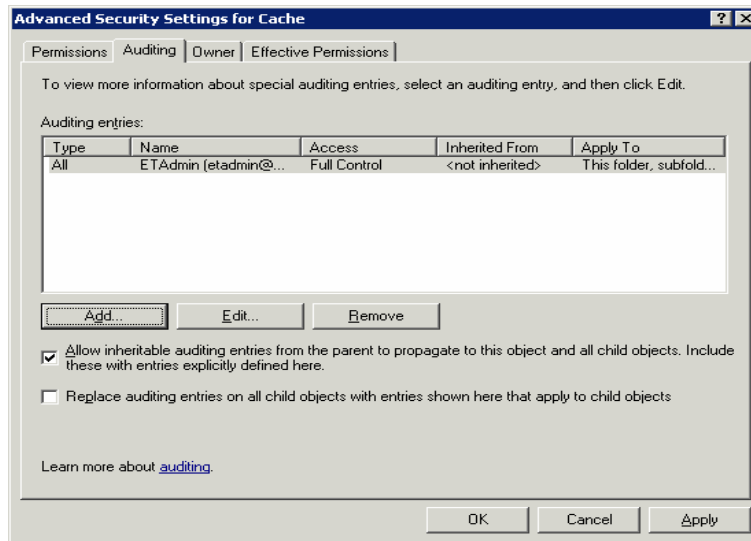 Advanced Security Settings for Cache
Permissions Auditing Owner Effective Permissions
To view more information about special auditing entries, select an auditing entry, and then click Edit.
Auditing entries:
Type Name Access Inherited From Apply To
All ETAdmin (etadmin@... Full Control <not inherited> This folder, subfold...
Add... Edit... Remove
Allow inheritable auditing entries from the parent to propagate to this object and all child objects. Include
these with entries explicitly defined here.
Replace auditing entries on all child objects with entries shown here that apply to child objects
Learn more about auditing.
OK Cancel Apply